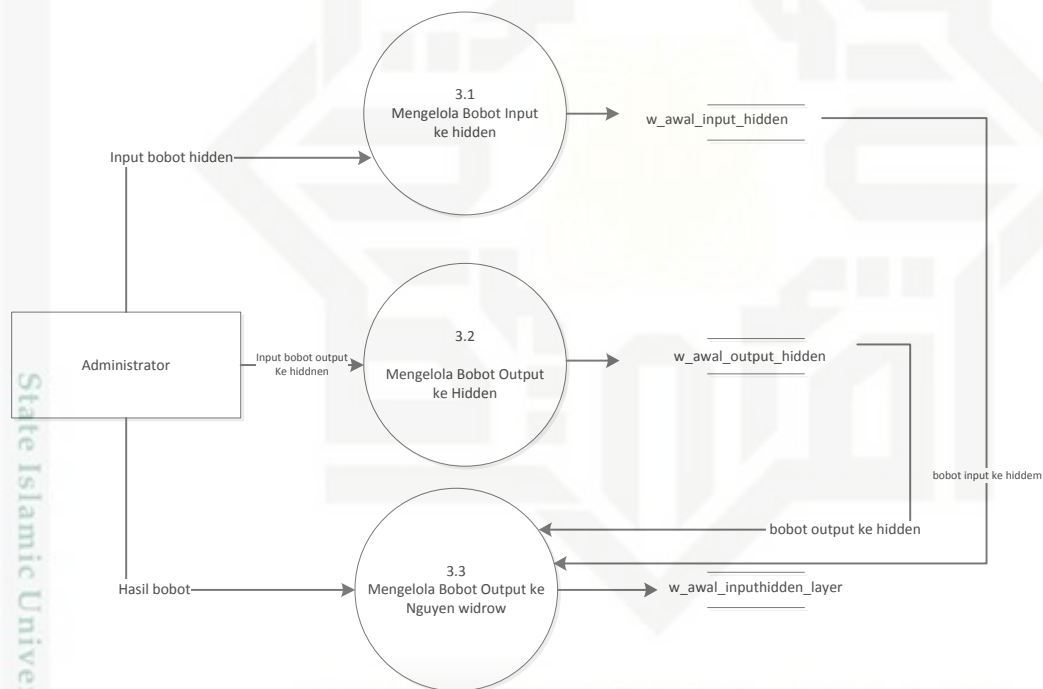 3.1
Mengelola Bobot Input
ke hidden
w_awal_input_hidden
Input bobot hidden
3.2
Mengelola Bobot Output
ke Hidden
w_awal_output_hidden
Administrator
Input bobot output
Ke hiddnen
bobot input ke hiddem
bobot output ke hidden
3.3
Mengelola Bobot Output ke
Nguyen widrow
w_awal_inputhidden_layer
Hasil bobot
State Islamic